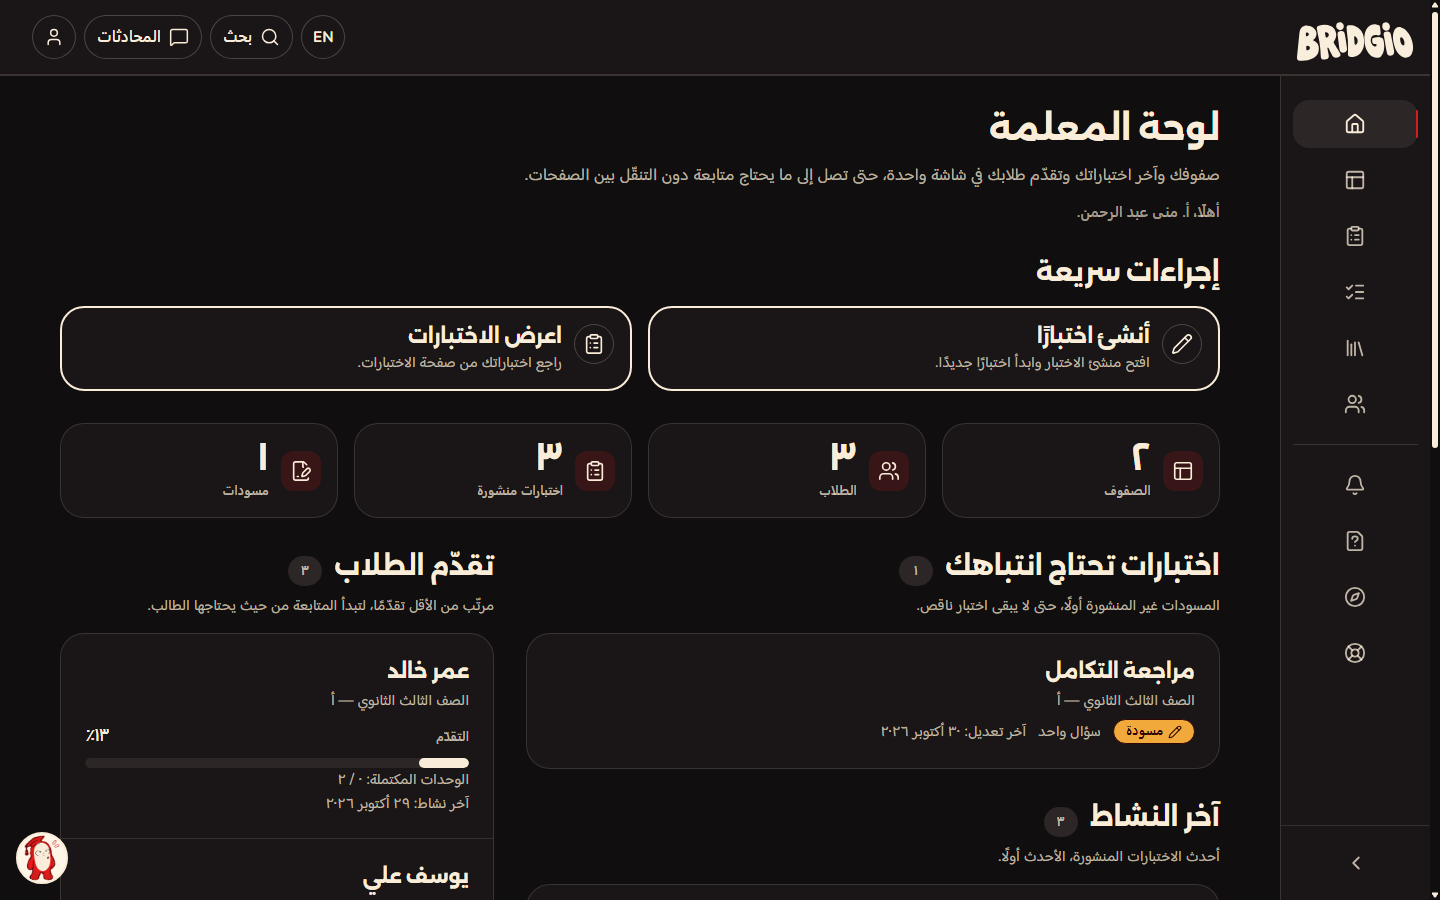 BRiDGiO
EN
بحث
المحادثات
لوحة المعلمة
صفوفك وآخر اختباراتك وتقدّم طلابك في شاشة واحدة، حتى تصل إلى ما يحتاج متابعة دون التنقّل بين الصفحات.
أهلًا، أ. منى عبد الرحمن.
إجراءات سريعة
أنشئ اختبارًا
افتح منشئ الاختبار وابدأ اختبارًا جديدًا.
اعرض الاختبارات
راجع اختباراتك من صفحة الاختبارات.
٢
الصفوف
٣
الطلاب
٣
اختبارات منشورة
١
مسودات
اختبارات تحتاج انتباهك ١
المسودات غير المنشورة أولًا، حتى لا يبقى اختبار ناقص.
مراجعة التكامل
الصف الثالث الثانوي — أ
مسودة سؤال واحد آخر تعديل: ٣٠ أكتوبر ٢٠٢٦
آخر النشاط ٣
أحدث الاختبارات المنشورة، الأحدث أولًا.
تقدّم الطلاب ٣
مرتّب من الأقل تقدّمًا، لتبدأ المتابعة من حيث يحتاجها الطالب.
عمر خالد
الصف الثالث الثانوي — أ
التقدّم ١٣٪
الوحدات المكتملة: ٠ / ٢
آخر نشاط: ٢٩ أكتوبر ٢٠٢٦
يوسف علي